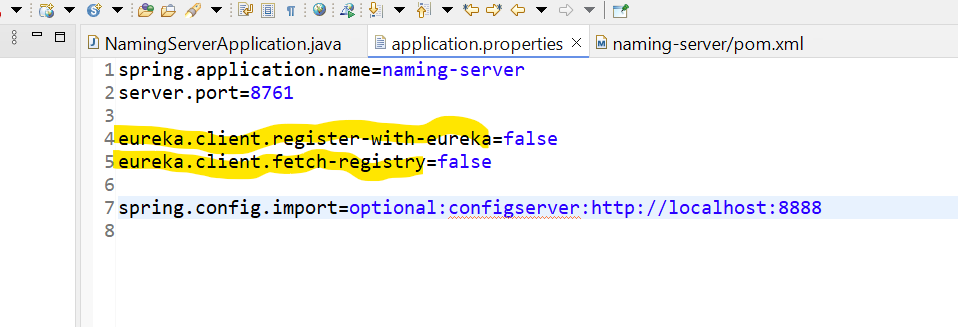 NamingServerApplication.java application.properties naming-server/pom.xml
1 spring.application.name=naming-server
2 server.port=8761
3
4 eureka.client.register-with-eureka=false
5 eureka.client.fetch-registry=false
6
7 spring.config.import=optional:configserver:http://localhost:8888
8